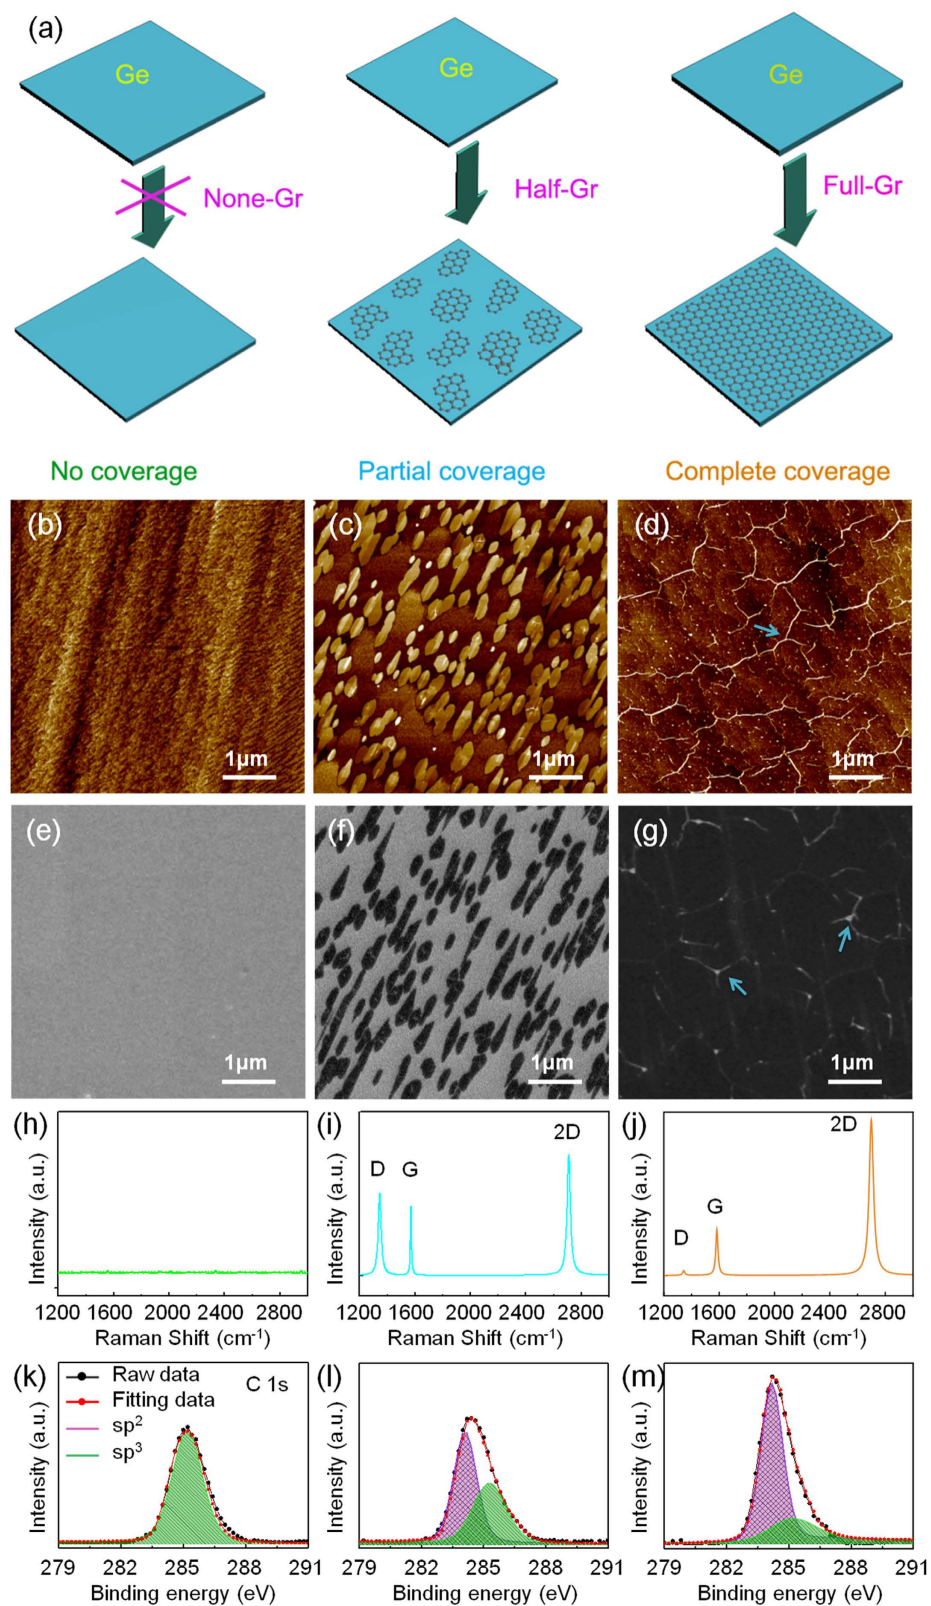 (a)
Ge
Ge
Ge
None-Gr
Half-Gr
Full-Gr
No coverage
Partial coverage
Complete coverage
(b)
(c)
(d)
1μm
1μm
1μm
(e)
(f)
(g)
1μm
1μm
1μm
(h)
Intensity (a.u.)
1200 1600 2000 2400 2800
Raman Shift (cm⁻¹)
(i)
D
G
2D
Intensity (a.u.)
1200 1600 2000 2400 2800
Raman Shift (cm⁻¹)
(j)
D
G
2D
Intensity (a.u.)
1200 1600 2000 2400 2800
Raman Shift (cm⁻¹)
(k)
Raw data
Fitting data
sp²
sp³
C 1s
Intensity (a.u.)
279 282 285 288 291
Binding energy (eV)
(l)
Intensity (a.u.)
279 282 285 288 291
Binding energy (eV)
(m)
Intensity (a.u.)
279 282 285 288 291
Binding energy (eV)